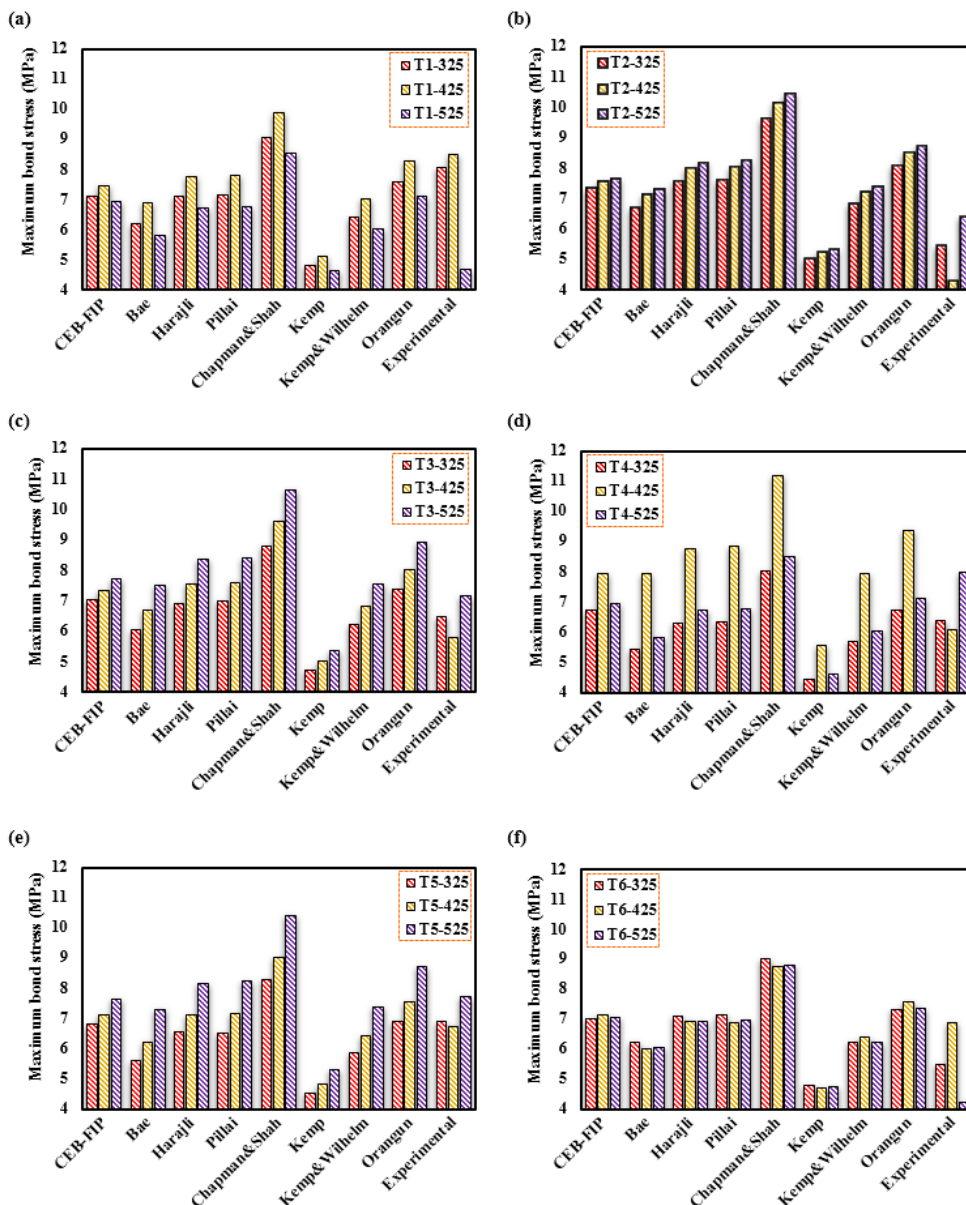 (a)
Maximum bond stress (MPa)
12
11
10
9
8
7
6
5
4
T1-325
T1-425
T1-525
CEB-FIP
Bae
Harajli
Pillai
Chapman&Shah
Kemp
Kemp&Wilhelm
Orangun
Experimental
(b)
Maximum bond stress (MPa)
12
11
10
9
8
7
6
5
4
T2-325
T2-425
T2-525
CEB-FIP
Bae
Harajli
Pillai
Chapman&Shah
Kemp
Kemp&Wilhelm
Orangun
Experimental
(c)
Maximum bond stress (MPa)
12
11
10
9
8
7
6
5
4
T3-325
T3-425
T3-525
CEB-FIP
Bae
Harajli
Pillai
Chapman&Shah
Kemp
Kemp&Wilhelm
Orangun
Experimental
(d)
Maximum bond stress (MPa)
12
11
10
9
8
7
6
5
4
T4-325
T4-425
T4-525
CEB-FIP
Bae
Harajli
Pillai
Chapman&Shah
Kemp
Kemp&Wilhelm
Orangun
Experimental
(e)
Maximum bond stress (MPa)
12
11
10
9
8
7
6
5
4
T5-325
T5-425
T5-525
CEB-FIP
Bae
Harajli
Pillai
Chapman&Shah
Kemp
Kemp&Wilhelm
Orangun
Experimental
(f)
Maximum bond stress (MPa)
12
11
10
9
8
7
6
5
4
T6-325
T6-425
T6-525
CEB-FIP
Bae
Harajli
Pillai
Chapman&Shah
Kemp
Kemp&Wilhelm
Orangun
Experimental